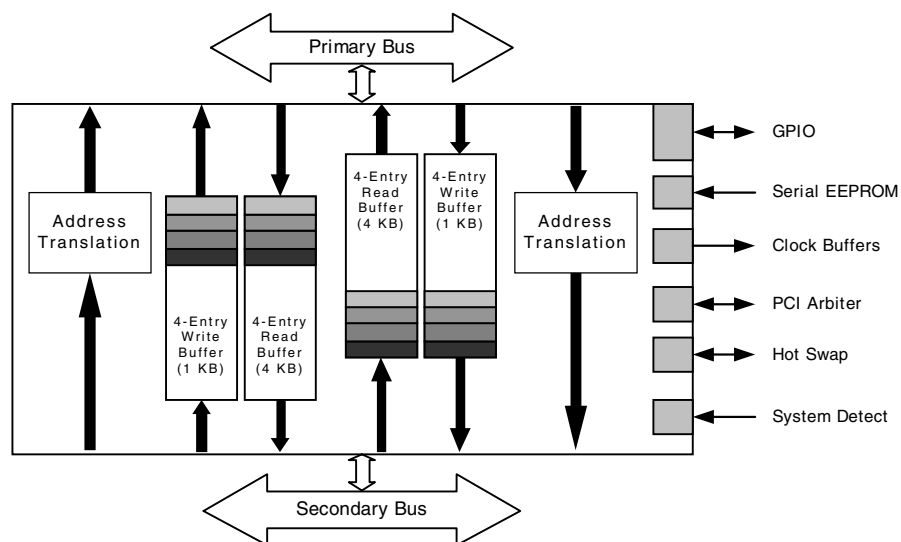 Primary Bus
Address
Translation
4-Entry
Write
Buffer
(1 KB)
4-Entry
Read
Buffer
(4 KB)
4-Entry
Read
Buffer
(4 KB)
4-Entry
Write
Buffer
(1 KB)
Address
Translation
GPIO
Serial EEPROM
Clock Buffers
PCI Arbiter
Hot Swap
System Detect
Secondary Bus